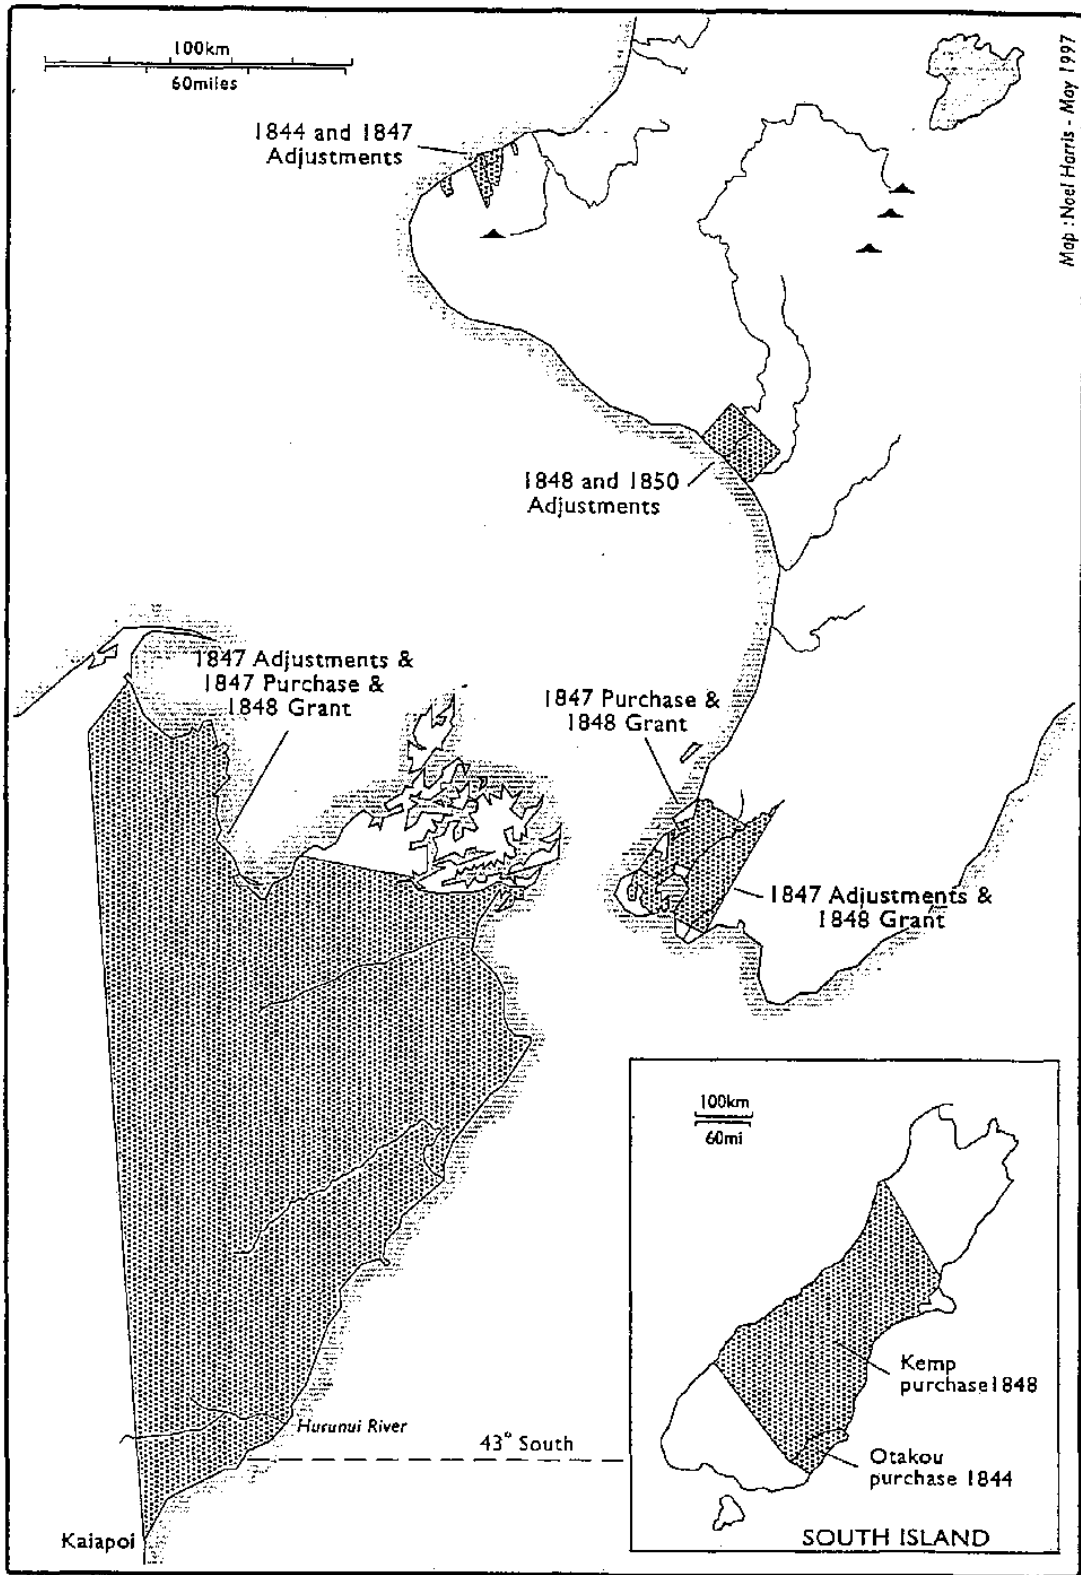 100km
60miles
Map : Noel Harris - May 1997
1844 and 1847
Adjustments
1848 and 1850
Adjustments
1847 Adjustments &
1847 Purchase &
1848 Grant
1847 Purchase &
1848 Grant
1847 Adjustments &
1848 Grant
100km
60mi
Kemp
purchase1848
Otakou
purchase 1844
SOUTH ISLAND
Hurunui River
43° South
Kaiapoi